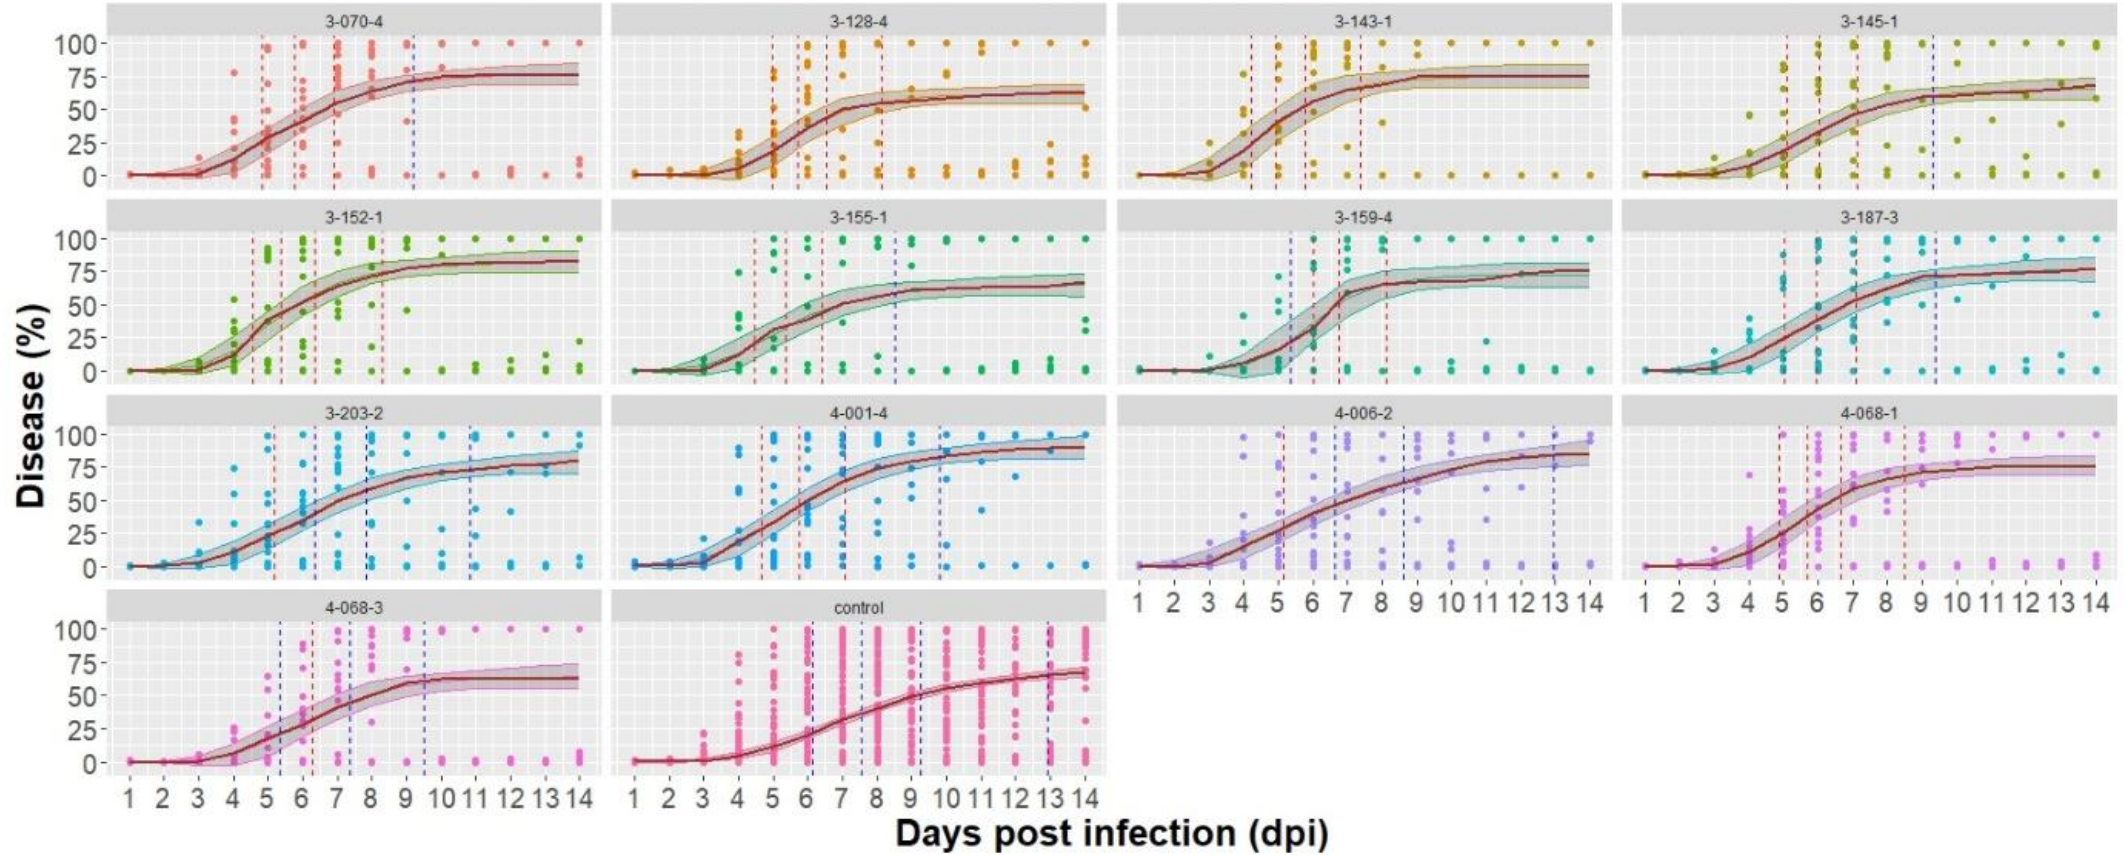 3-070-4 3-128-4 3-143-1 3-145-1
100
75
50
25
0
3-152-1 3-155-1 3-159-4 3-187-3
100
75
50
25
0
Disease (%)
3-203-2 4-001-4 4-006-2 4-068-1
100
75
50
25
0
1 2 3 4 5 6 7 8 9 10 11 12 13 14 1 2 3 4 5 6 7 8 9 10 11 12 13 14
4-068-3 control
100
75
50
25
0
1 2 3 4 5 6 7 8 9 10 11 12 13 14 1 2 3 4 5 6 7 8 9 10 11 12 13 14
Days post infection (dpi)